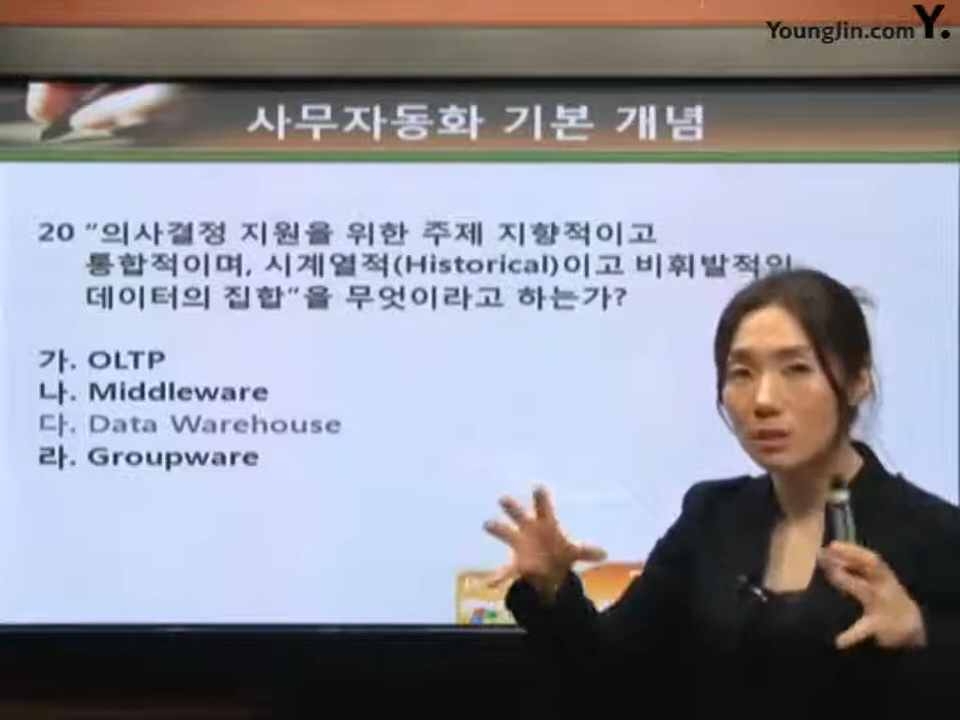 YoungJin.com Y.
사무자동화 기본 개념
20 “의사결정 지원을 위한 주제 지향적이고
통합적이며, 시계열적(Historical)이고 비휘발적인
데이터의 집합”을 무엇이라고 하는가?
가. OLTP
나. Middleware
다. Data Warehouse
라. Groupware